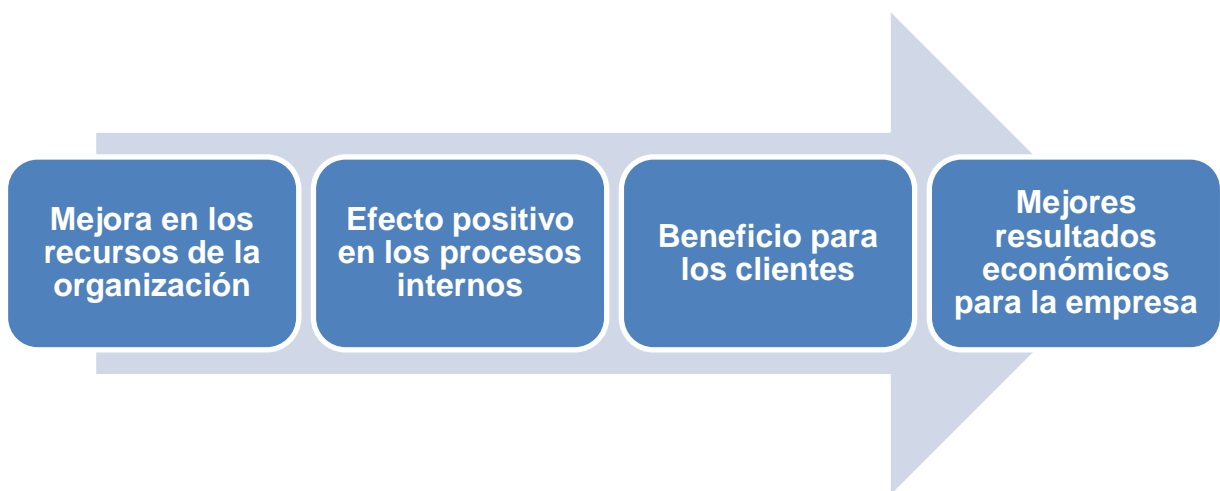 Mejora en los
recursos de la
organización
Efecto positivo
en los procesos
internos
Beneficio para
los clientes
Mejores
resultados
económicos
para la empresa